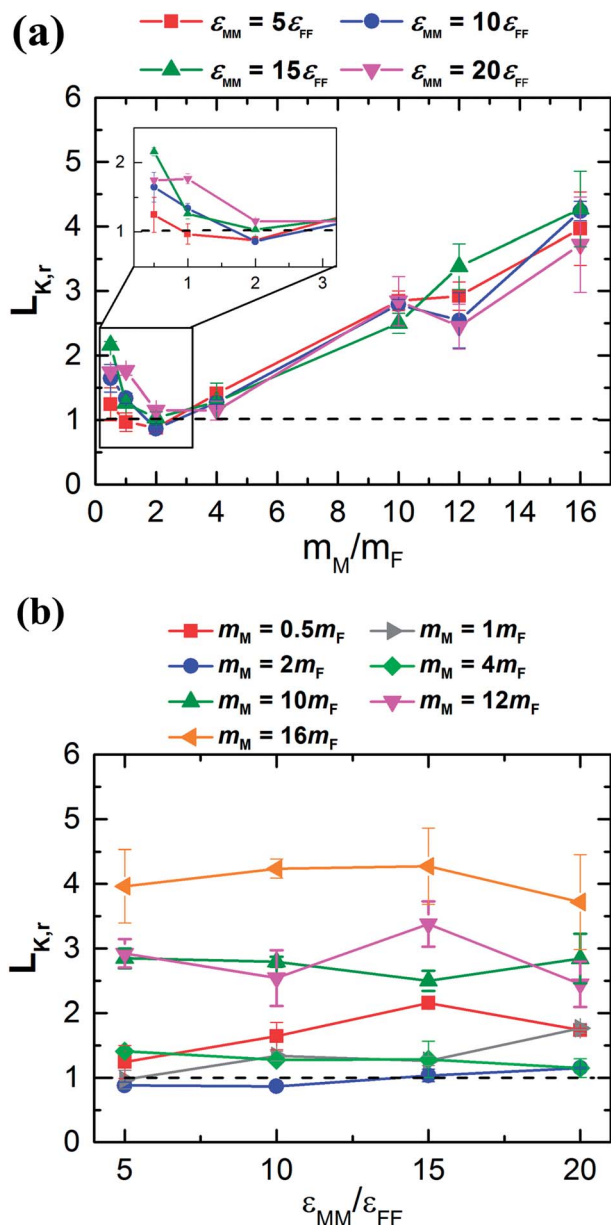 (a)
ε_MM = 5ε_FF ε_MM = 10ε_FF
ε_MM = 15ε_FF ε_MM = 20ε_FF
6
5
4
3
2
1
0
L_K,r
2
1
1 2 3
0 2 4 6 8 10 12 14 16
m_M/m_F
(b)
m_M = 0.5m_F m_M = 1m_F
m_M = 2m_F m_M = 4m_F
m_M = 10m_F m_M = 12m_F
m_M = 16m_F
6
5
4
3
2
1
0
L_K,r
5 10 15 20
ε_MM/ε_FF